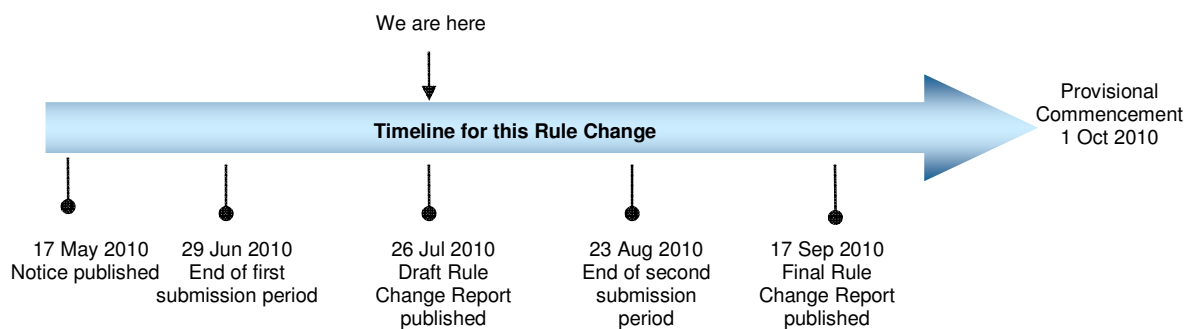 We are here
Timeline for this Rule Change
Provisional
Commencement
1 Oct 2010
17 May 2010
Notice published
29 Jun 2010
End of first
submission period
26 Jul 2010
Draft Rule
Change Report
published
23 Aug 2010
End of second
submission
period
17 Sep 2010
Final Rule
Change Report
published